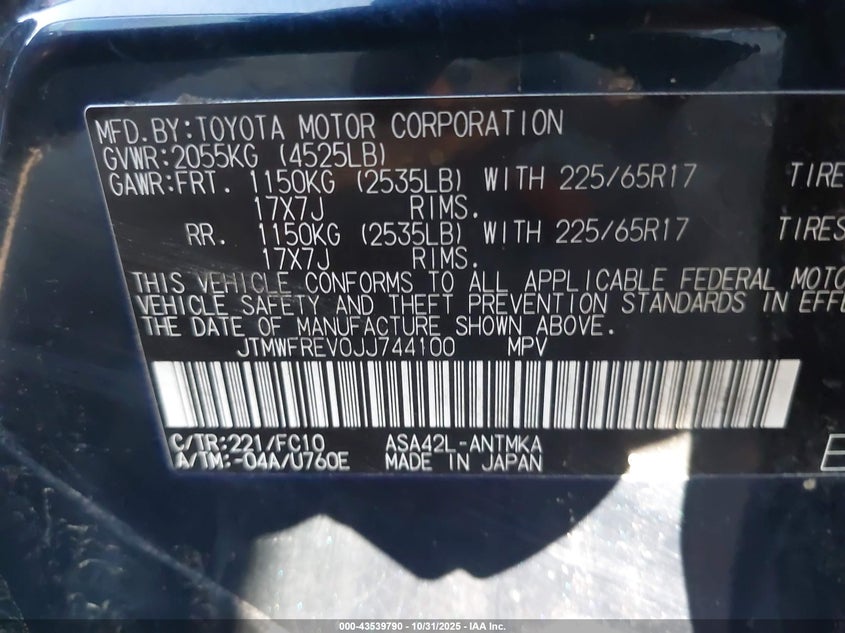 MFD.BY:TOYOTA MOTOR CORPORATION
GVWR:2055KG (4525LB)
GAWR:FRT. 1150KG (2535LB) WITH 225/65R17 TIRE
17X7J RIMS.
RR. 1150KG (2535LB) WITH 225/65R17 TIRES
17X7J RIMS.
THIS VEHICLE CONFORMS TO ALL APPLICABLE FEDERAL MOTO
VEHICLE SAFETY AND THEFT PREVENTION STANDARDS IN EFFE
THE DATE OF MANUFACTURE SHOWN ABOVE.
JTMWFREV0JJ744100 MPV
C/TR:221/FC10 ASA42L-ANTMKA
A/TM:-04A/U760E MADE IN JAPAN
000-43539790 - 10/31/2025 - IAA Inc.